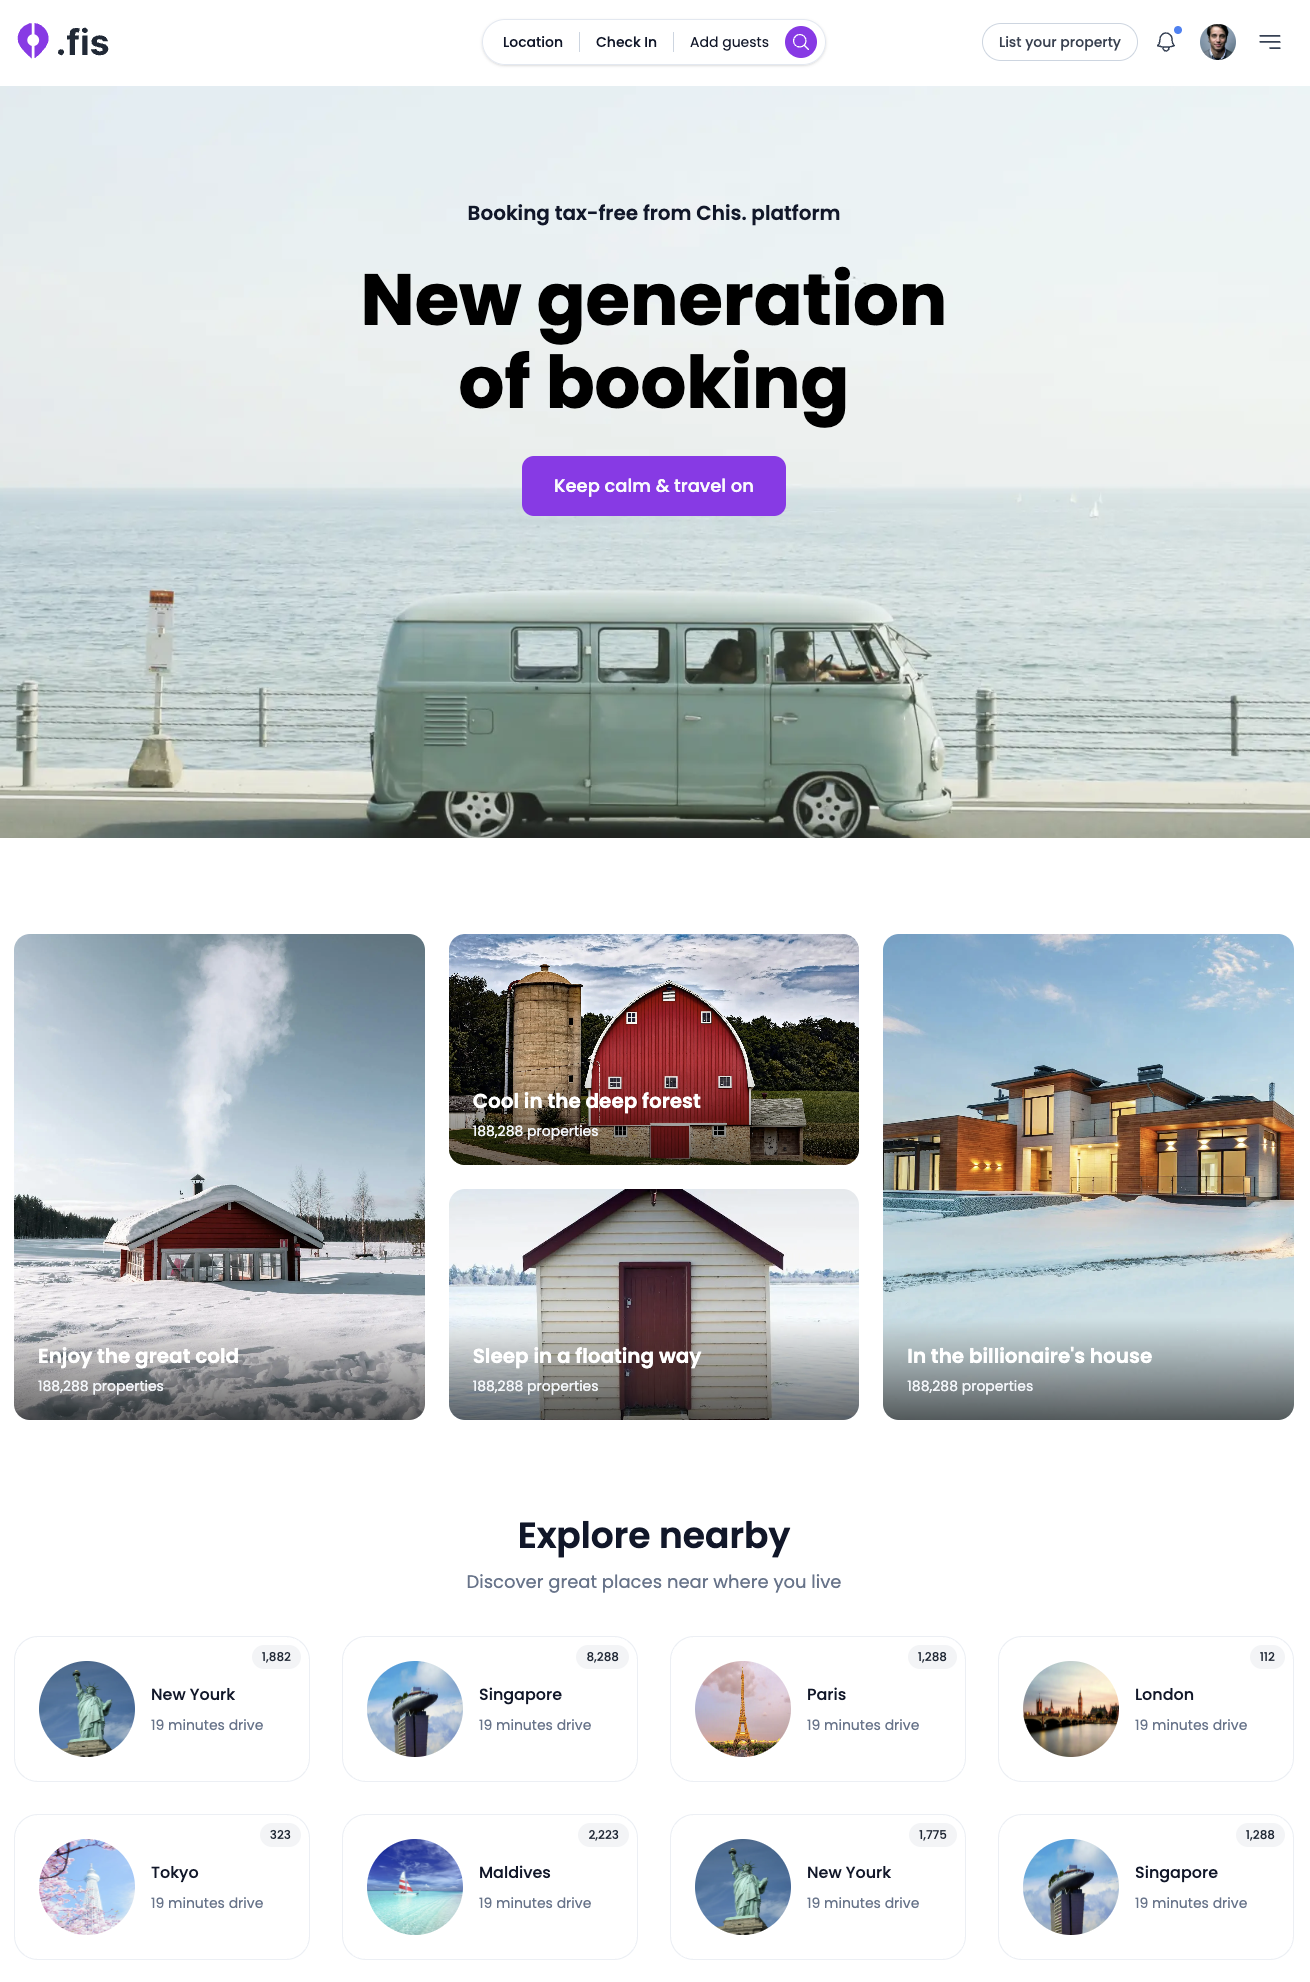 .fis
Location
Check In
Add guests
List your property
Booking tax-free from Chis. platform
New generation
of booking
Keep calm & travel on
Enjoy the great cold
188,288 properties
Cool in the deep forest
188,288 properties
Sleep in a floating way
188,288 properties
In the billionaire's house
188,288 properties
Explore nearby
Discover great places near where you live
1,882
New Yourk
19 minutes drive
8,288
Singapore
19 minutes drive
1,288
Paris
19 minutes drive
112
London
19 minutes drive
323
Tokyo
19 minutes drive
2,223
Maldives
19 minutes drive
1,775
New Yourk
19 minutes drive
1,288
Singapore
19 minutes drive